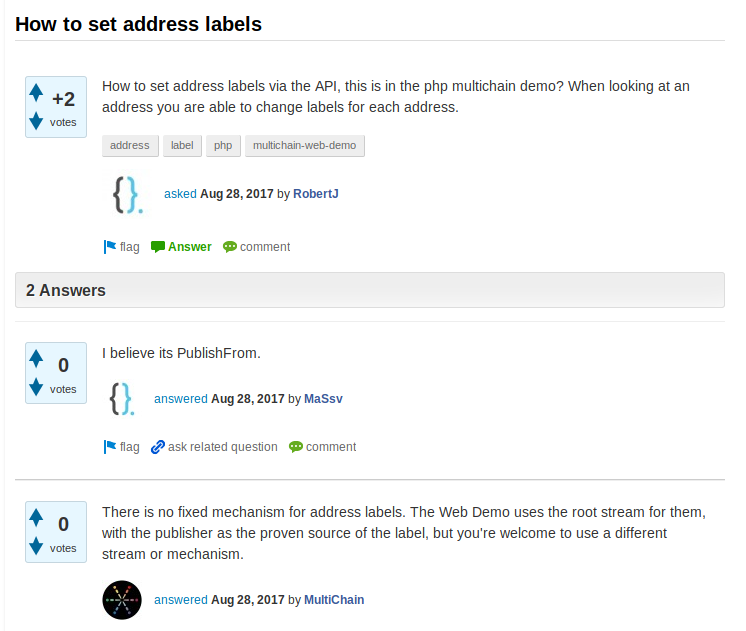 How to set address labels
+2
votes
How to set address labels via the API, this is in the php multichain demo? When looking at an
address you are able to change labels for each address.
address label php multichain-web-demo
asked Aug 28, 2017 by RobertJ
flag Answer comment
2 Answers
0
votes
I believe its PublishFrom.
answered Aug 28, 2017 by MaSsv
flag ask related question comment
0
votes
There is no fixed mechanism for address labels. The Web Demo uses the root stream for them,
with the publisher as the proven source of the label, but you're welcome to use a different
stream or mechanism.
answered Aug 28, 2017 by MultiChain